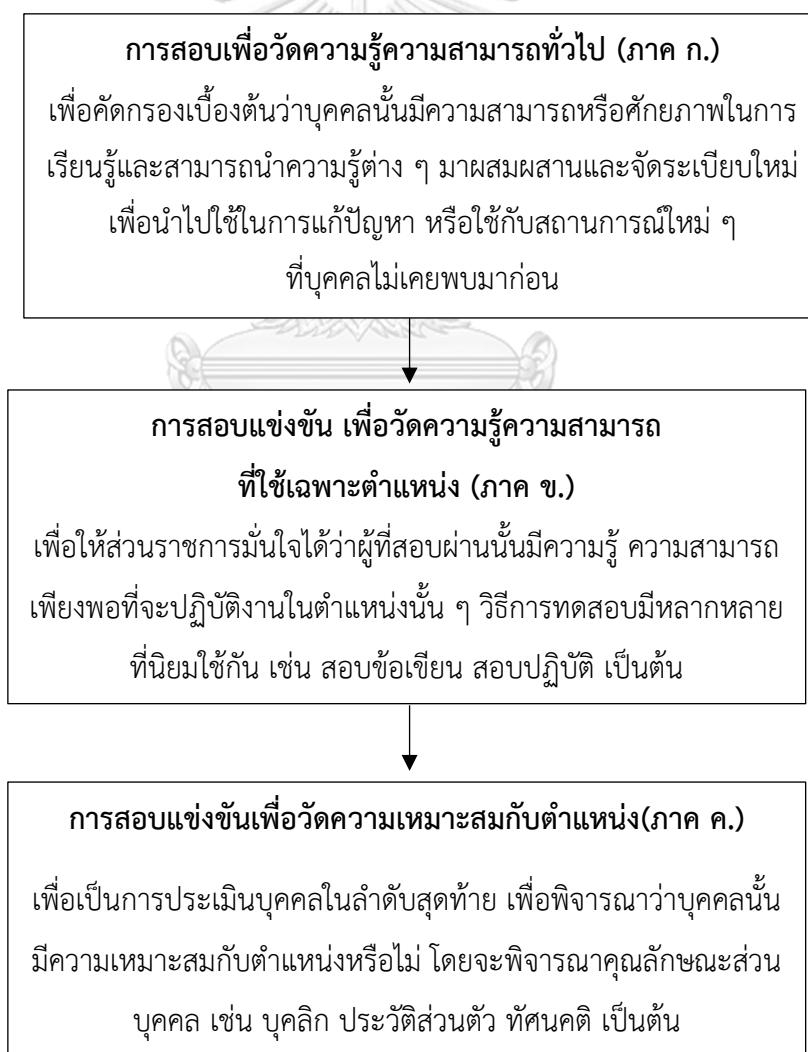 การสอบเพื่อวัดความรู้ความสามารถทั่วไป (ภาค ก.)
เพื่อคัดกรองเบื้องต้นว่าบุคคลนั้นมีความสามารถหรือศักยภาพในการ
เรียนรู้และสามารถนำความรู้ต่าง ๆ มาผสมผสานและจัดระเบียบใหม่
เพื่อนำไปใช้ในการแก้ปัญหา หรือใช้กับสถานการณ์ใหม่ ๆ
ที่บุคคลไม่เคยพบมาก่อน
การสอบแข่งขัน เพื่อวัดความรู้ความสามารถ
ที่ใช้เฉพาะตำแหน่ง (ภาค ข.)
เพื่อให้ส่วนราชการมั่นใจได้ว่าผู้ที่สอบผ่านนั้นมีความรู้ ความสามารถ
เพียงพอที่จะปฏิบัติงานในตำแหน่งนั้น ๆ วิธีการทดสอบมีหลากหลาย
ที่นิยมใช้กัน เช่น สอบข้อเขียน สอบปฏิบัติ เป็นต้น
การสอบแข่งขันเพื่อวัดความเหมาะสมกับตำแหน่ง(ภาค ค.)
เพื่อเป็นการประเมินบุคคลในลำดับสุดท้าย เพื่อพิจารณาว่าบุคคลนั้น
มีความเหมาะสมกับตำแหน่งหรือไม่ โดยจะพิจารณาคุณลักษณะส่วน
บุคคล เช่น บุคลิก ประวัติส่วนตัว ทัศนคติ เป็นต้น